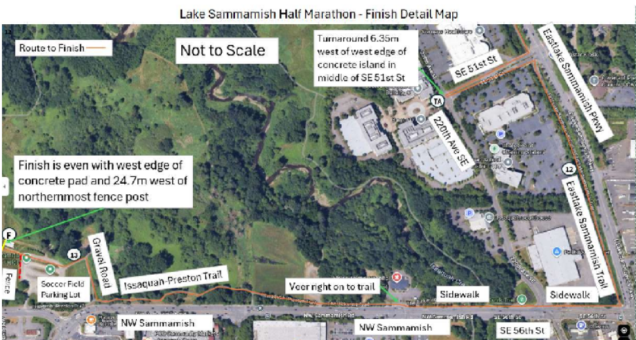 Lake Sammamish Half Marathon - Finish Detail Map
Route to Finish
Not to Scale
Turnaround 6.35m
west of west edge of
concrete island in
middle of SE 51st St
SE 51st St
Eastlake Sammamish Pkwy
TA
220th Ave SE
Finish is even with west edge of
concrete pad and 24.7m west of
northernmost fence post
12
Eastlake Sammamish Trail
F
13
Gravel Road
Fence
Soccer Field
Parking Lot
Issaquah-Preston Trail
Veer right on to trail
Sidewalk
Sidewalk
NW Sammamish
NW Sammamish
SE 56th St